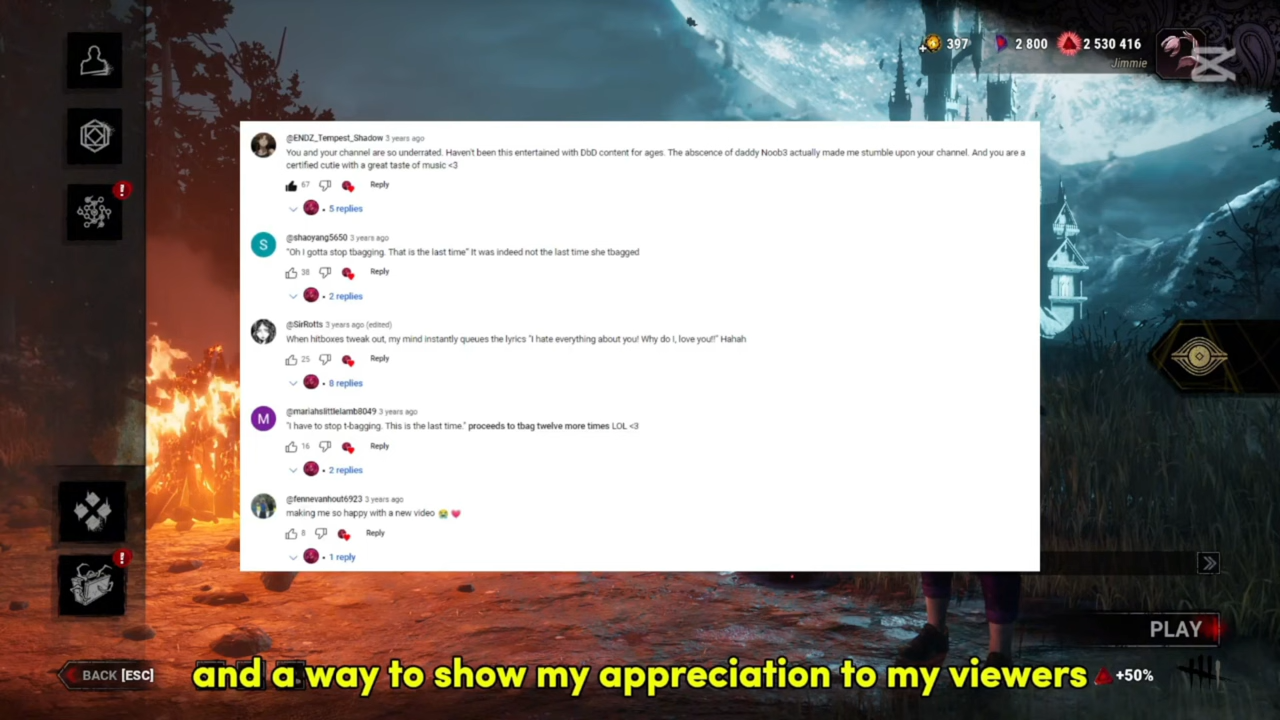 397
2 800
2 530 416
Jimmie
@ENDZ_Tempest_Shadow 3 years ago
You and your channel are so underrated. Haven't been this entertained with DbD content for ages. The abscence of daddy Noob3 actually made me stumble upon your channel. And you are a
certified cutie with a great taste of music <3
67 Reply
• 5 replies
S
@shaoyang5650 3 years ago
"Oh I gotta stop tbagging. That is the last time" It was indeed not the last time she tbagged
38 Reply
• 2 replies
@SirRotts 3 years ago (edited)
When hitboxes tweak out, my mind instantly queues the lyrics "I hate everything about you! Why do I, love you!!" Hahah
25 Reply
• 8 replies
M
@mariahslittlelamb8049 3 years ago
"I have to stop t-bagging. This is the last time." proceeds to tbag twelve more times LOL <3
16 Reply
• 2 replies
@fennevanhout6923 3 years ago
making me so happy with a new video 😭 💗
8 Reply
• 1 reply
PLAY
BACK [ESC]
and a way to show my appreciation to my viewers
+50%